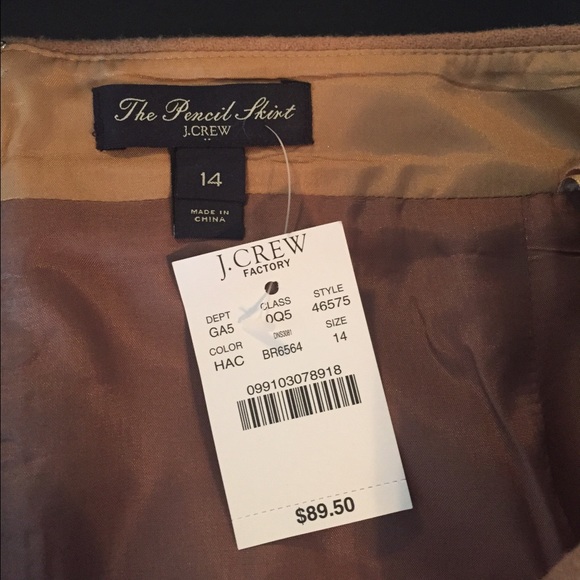 The Pencil Skirt
J.CREW
14
MADE IN
CHINA
J.CREW
FACTORY
DEPT CLASS STYLE
GA5 0Q5 46575
COLOR SIZE
HAC BR6564 14
099103078918
$89.50